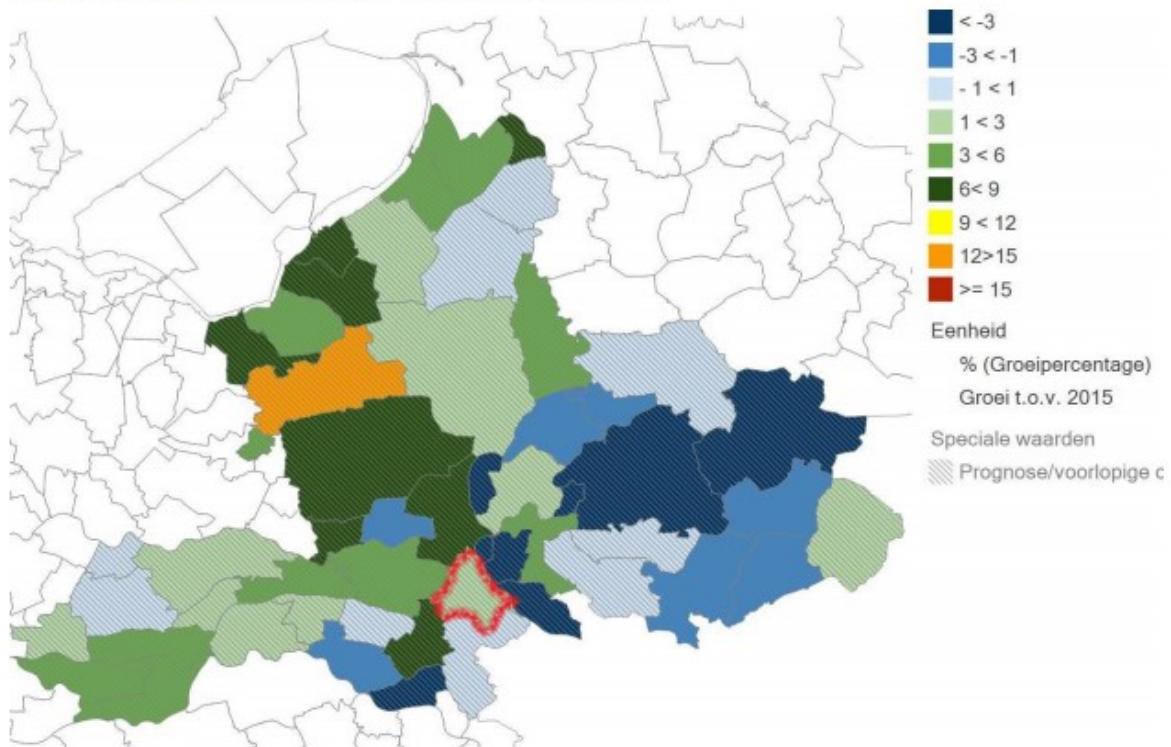 < -3
-3 < -1
- 1 < 1
1 < 3
3 < 6
6< 9
9 < 12
12>15
>= 15
Eenheid
% (Groeipercentage)
Groei t.o.v. 2015
Speciale waarden
Prognose/voorlopige c